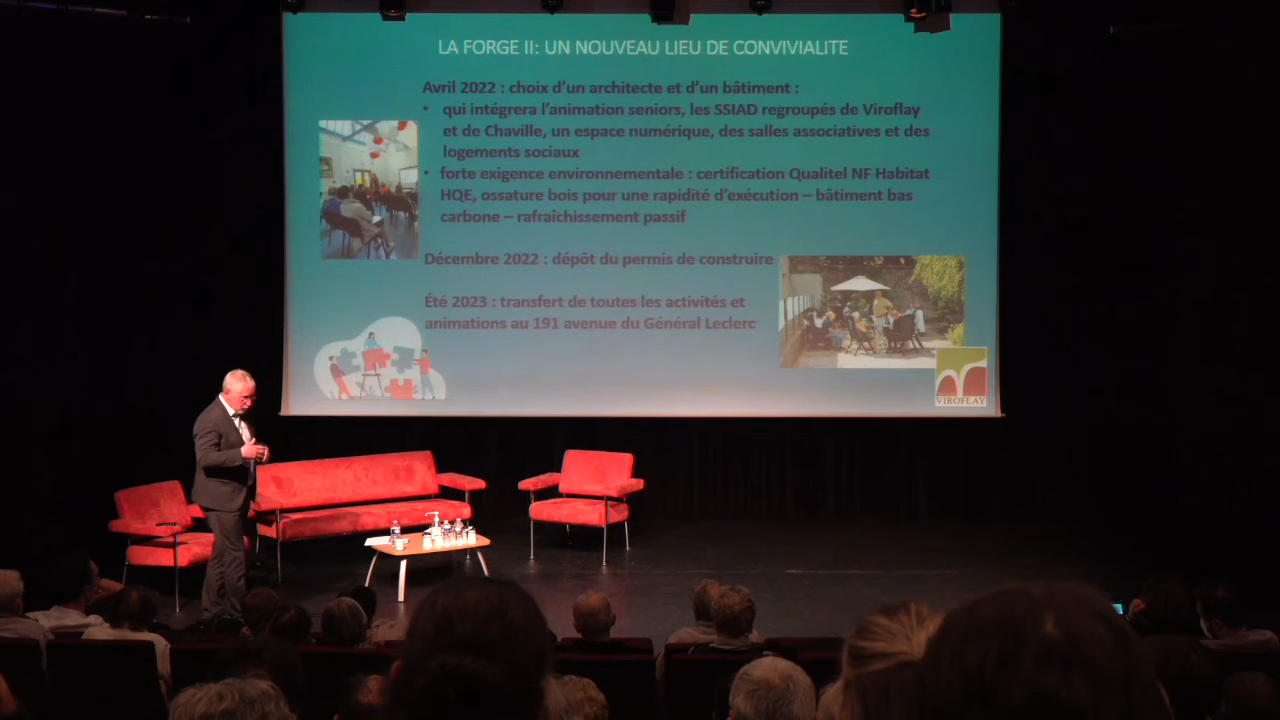 LA FORGE II: UN NOUVEAU LIEU DE CONVIVIALITE
Avril 2022 : choix d'un architecte et d'un bâtiment :
• qui intégrera l'animation seniors, les SSIAD regroupés de Viroflay
et de Chaville, un espace numérique, des salles associatives et des
logements sociaux
• forte exigence environnementale : certification Qualitel NF Habitat
HQE, ossature bois pour une rapidité d'exécution – bâtiment bas
carbone – rafraîchissement passif
Décembre 2022 : dépôt du permis de construire
Été 2023 : transfert de toutes les activités et
animations au 191 avenue du Général Leclerc
VIROFLAY